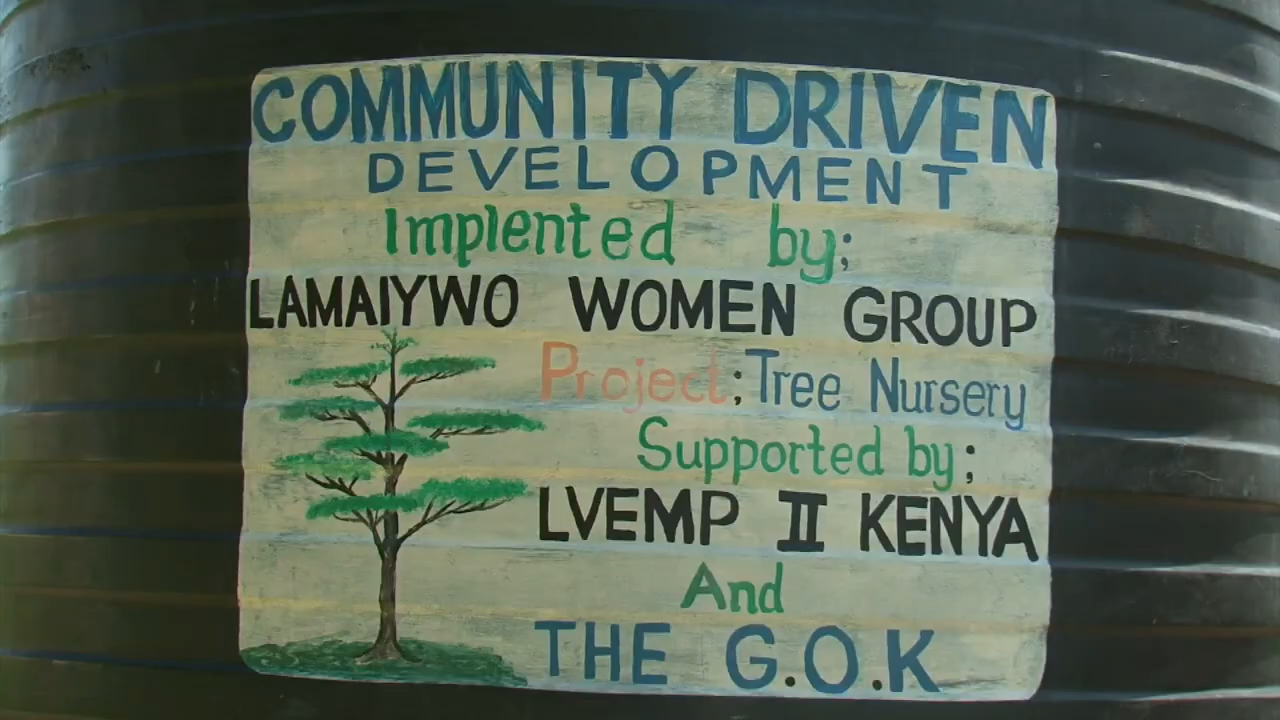 COMMUNITY DRIVEN
DEVELOPMENT
Implented by;
LAMAIYWO WOMEN GROUP
Project; Tree Nursery
Supported by;
LVEMP II KENYA
And
THE G.O.K